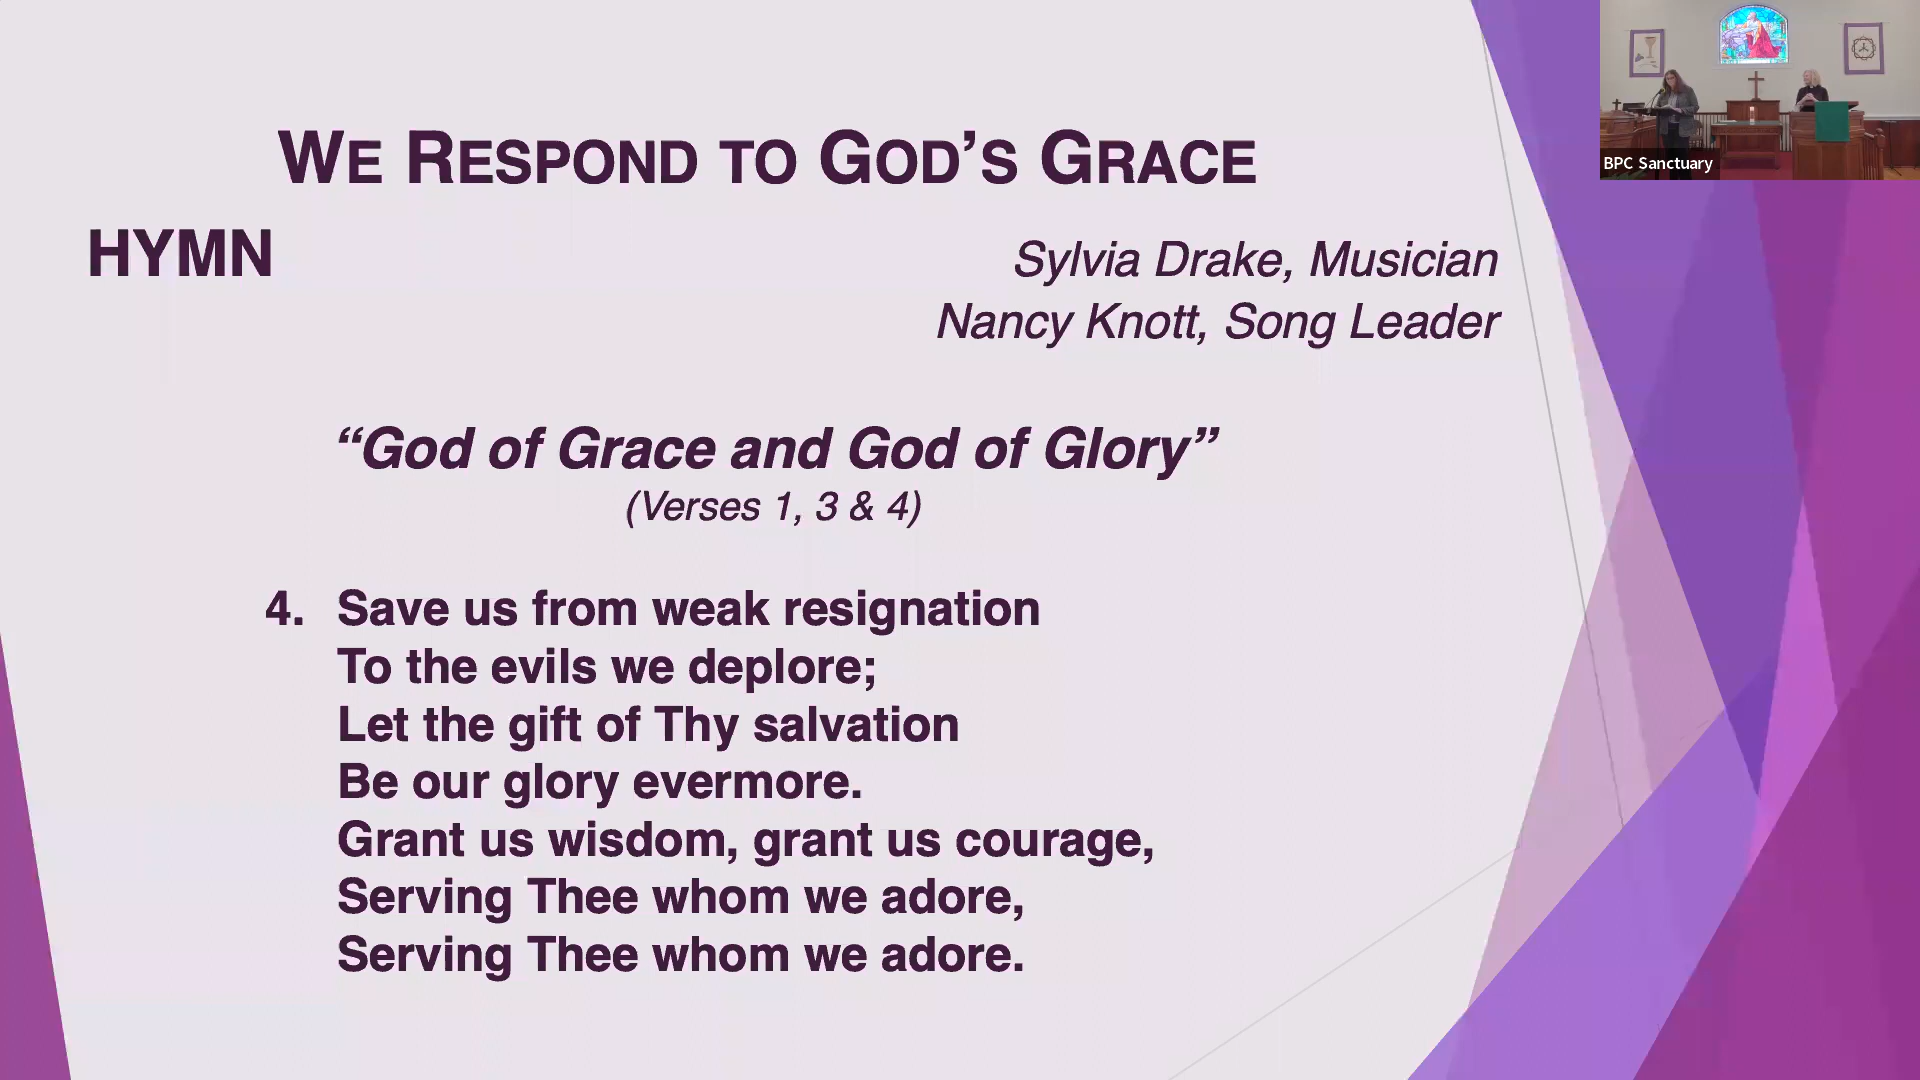 WE RESPOND TO GOD’S GRACE
HYMN
Sylvia Drake, Musician
Nancy Knott, Song Leader
“God of Grace and God of Glory”
(Verses 1, 3 & 4)
4. Save us from weak resignation
To the evils we deplore;
Let the gift of Thy salvation
Be our glory evermore.
Grant us wisdom, grant us courage,
Serving Thee whom we adore,
Serving Thee whom we adore.
BPC Sanctuary